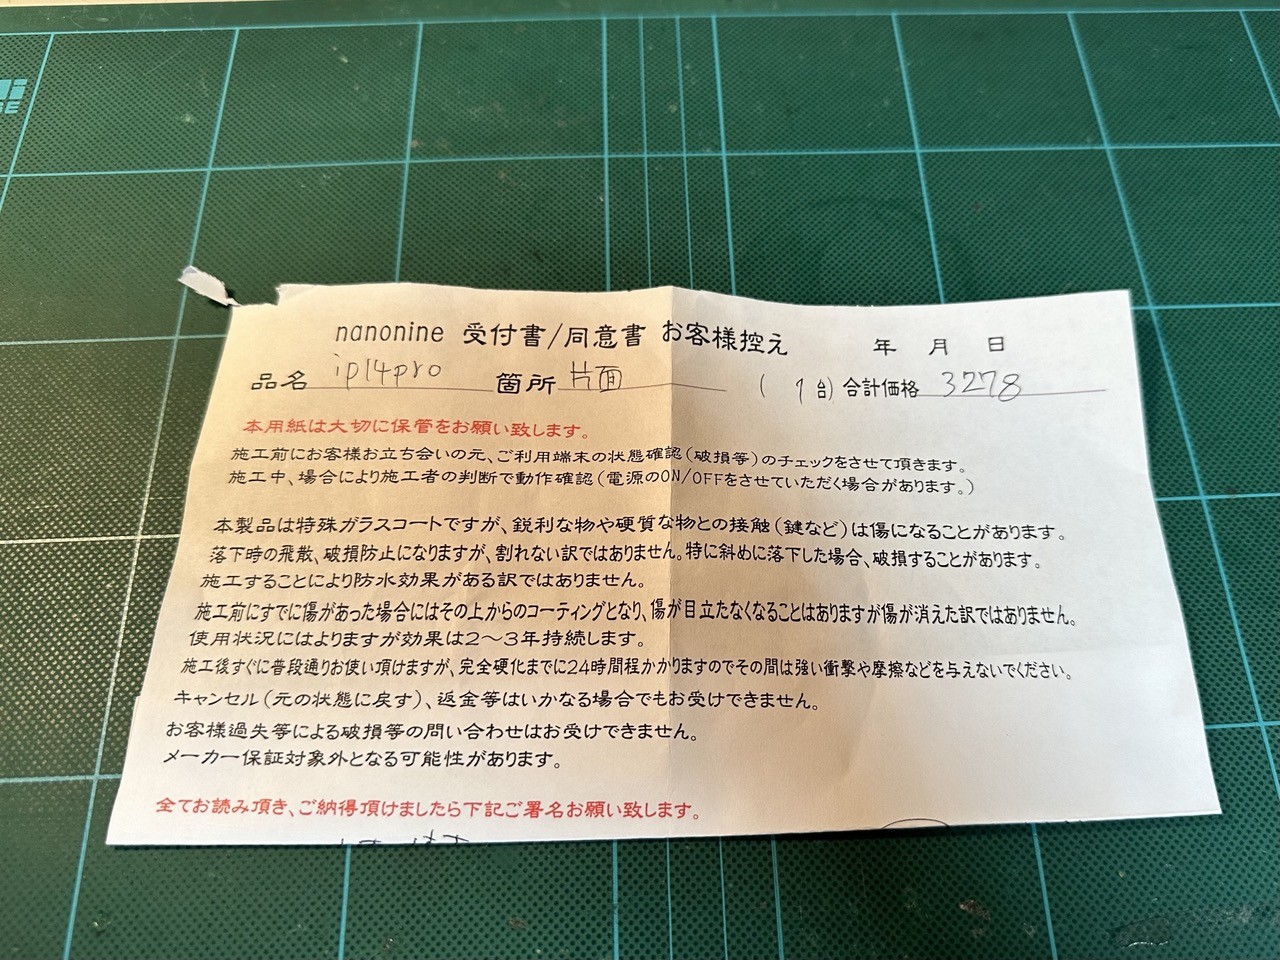 nanonine 受付書/同意書 お客様控え 年 月 日
品名 ip14pro 箇所 片面 ( 1台) 合計価格 3278
本用紙は大切に保管をお願い致します。
施工前にお客様お立ち会いの元、ご利用端末の状態確認(破損等)のチェックをさせて頂きます。
施工中、場合により施工者の判断で動作確認(電源のON/OFFをさせていただく場合があります。)
本製品は特殊ガラスコートですが、鋭利な物や硬質な物との接触(鍵など)は傷になることがあります。
落下時の飛散、破損防止になりますが、割れない訳ではありません。特に斜めに落下した場合、破損することがあります。
施工することにより防水効果がある訳ではありません。
施工前にすでに傷があった場合にはその上からのコーティングとなり、傷が目立たなくなることはありますが傷が消えた訳ではありません。
使用状況にはよりますが効果は2〜3年持続します。
施工後すぐに普段通りお使い頂けますが、完全硬化までに24時間程かかりますのでその間は強い衝撃や摩擦などを与えないでください。
キャンセル(元の状態に戻す)、返金等はいかなる場合でもお受けできません。
お客様過失等による破損等の問い合わせはお受けできません。
メーカー保証対象外となる可能性があります。
全てお読み頂き、ご納得頂けましたら下記ご署名お願い致します。